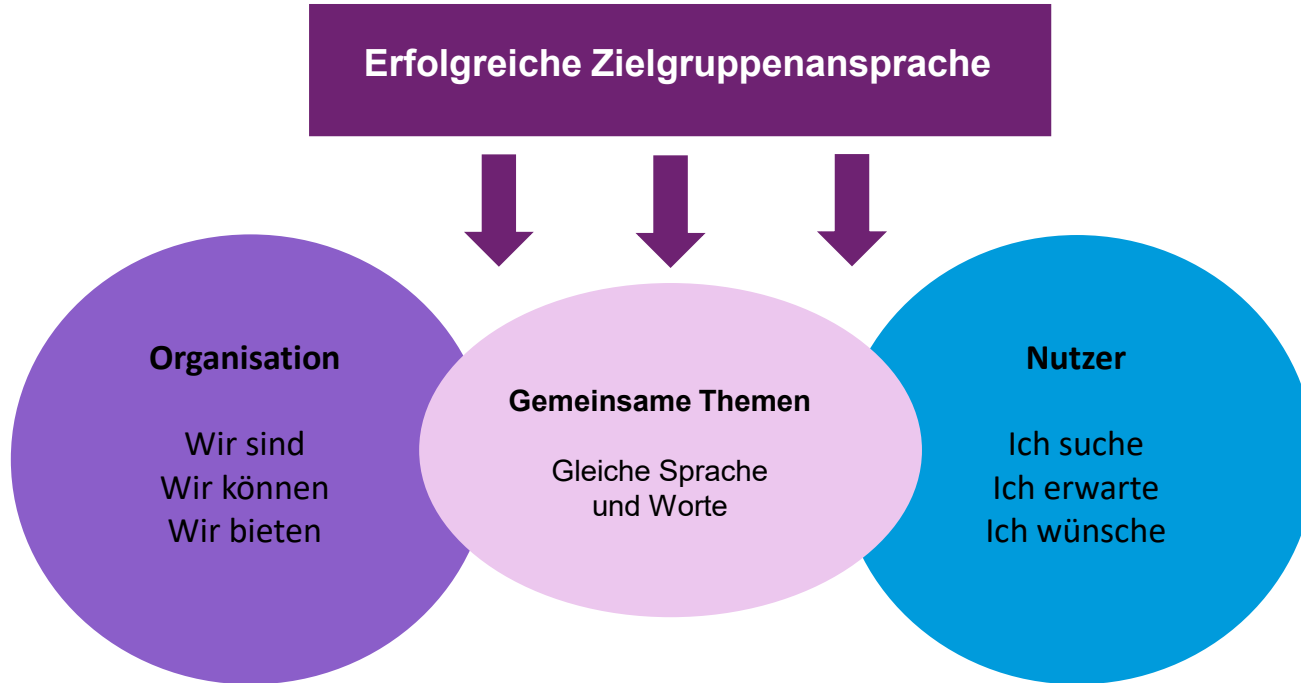 Erfolgreiche Zielgruppenansprache
Organisation
Wir sind
Wir können
Wir bieten
Gemeinsame Themen
Gleiche Sprache
und Worte
Nutzer
Ich suche
Ich erwarte
Ich wünsche